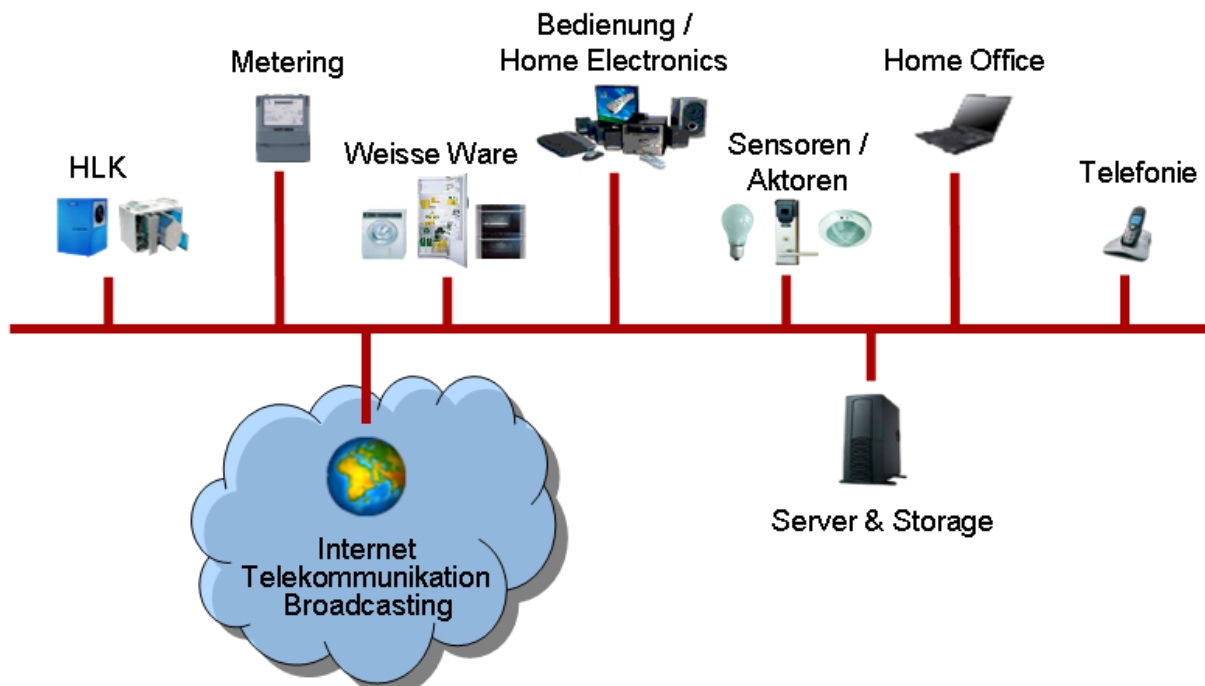 Bedienung /
Home Electronics
Metering
Home Office
HLK
Weisse Ware
Sensoren /
Aktoren
Telefonie
Server & Storage
Internet
Telekommunikation
Broadcasting